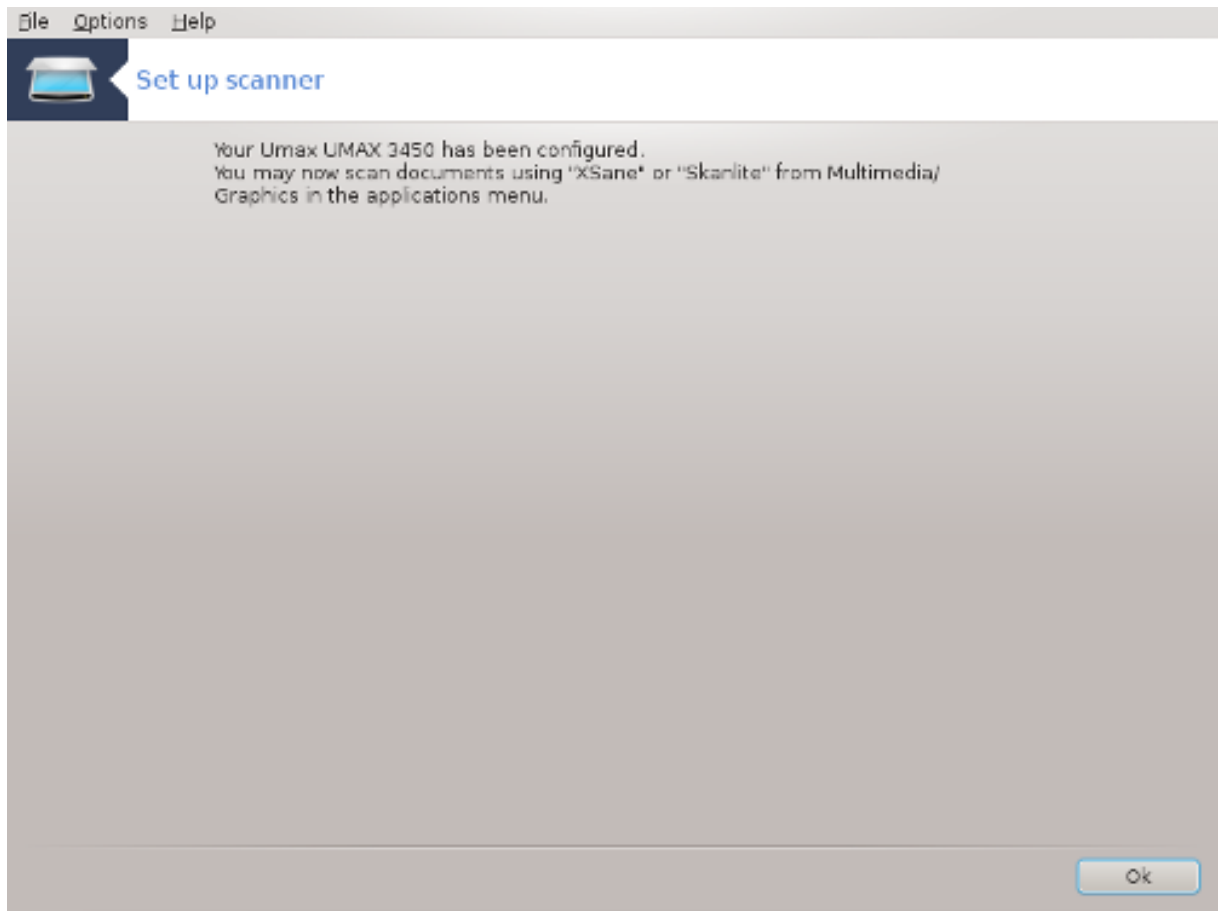 File Options Help
Set up scanner
Your Umax UMAX 3450 has been configured.
You may now scan documents using "XSane" or "Skanlite" from Multimedia/
Graphics in the applications menu.
Ok